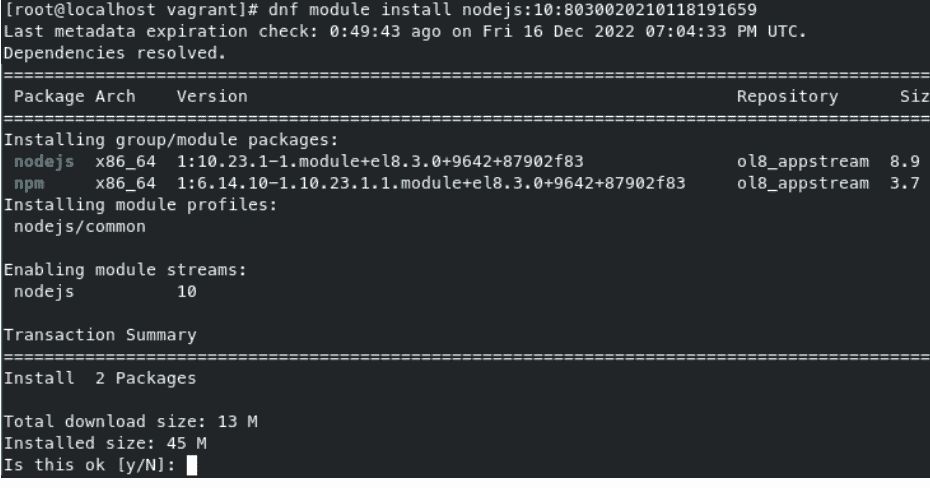 [root@localhost vagrant]# dnf module install nodejs:10:8030020210118191659
Last metadata expiration check: 0:49:43 ago on Fri 16 Dec 2022 07:04:33 PM UTC.
Dependencies resolved.
================================================================================
Package Arch Version Repository Siz
================================================================================
Installing group/module packages:
nodejs x86_64 1:10.23.1-1.module+el8.3.0+9642+87902f83 ol8_appstream 8.9
npm x86_64 1:6.14.10-1.10.23.1.1.module+el8.3.0+9642+87902f83 ol8_appstream 3.7
Installing module profiles:
nodejs/common
Enabling module streams:
nodejs 10
Transaction Summary
================================================================================
Install 2 Packages
Total download size: 13 M
Installed size: 45 M
Is this ok [y/N]: